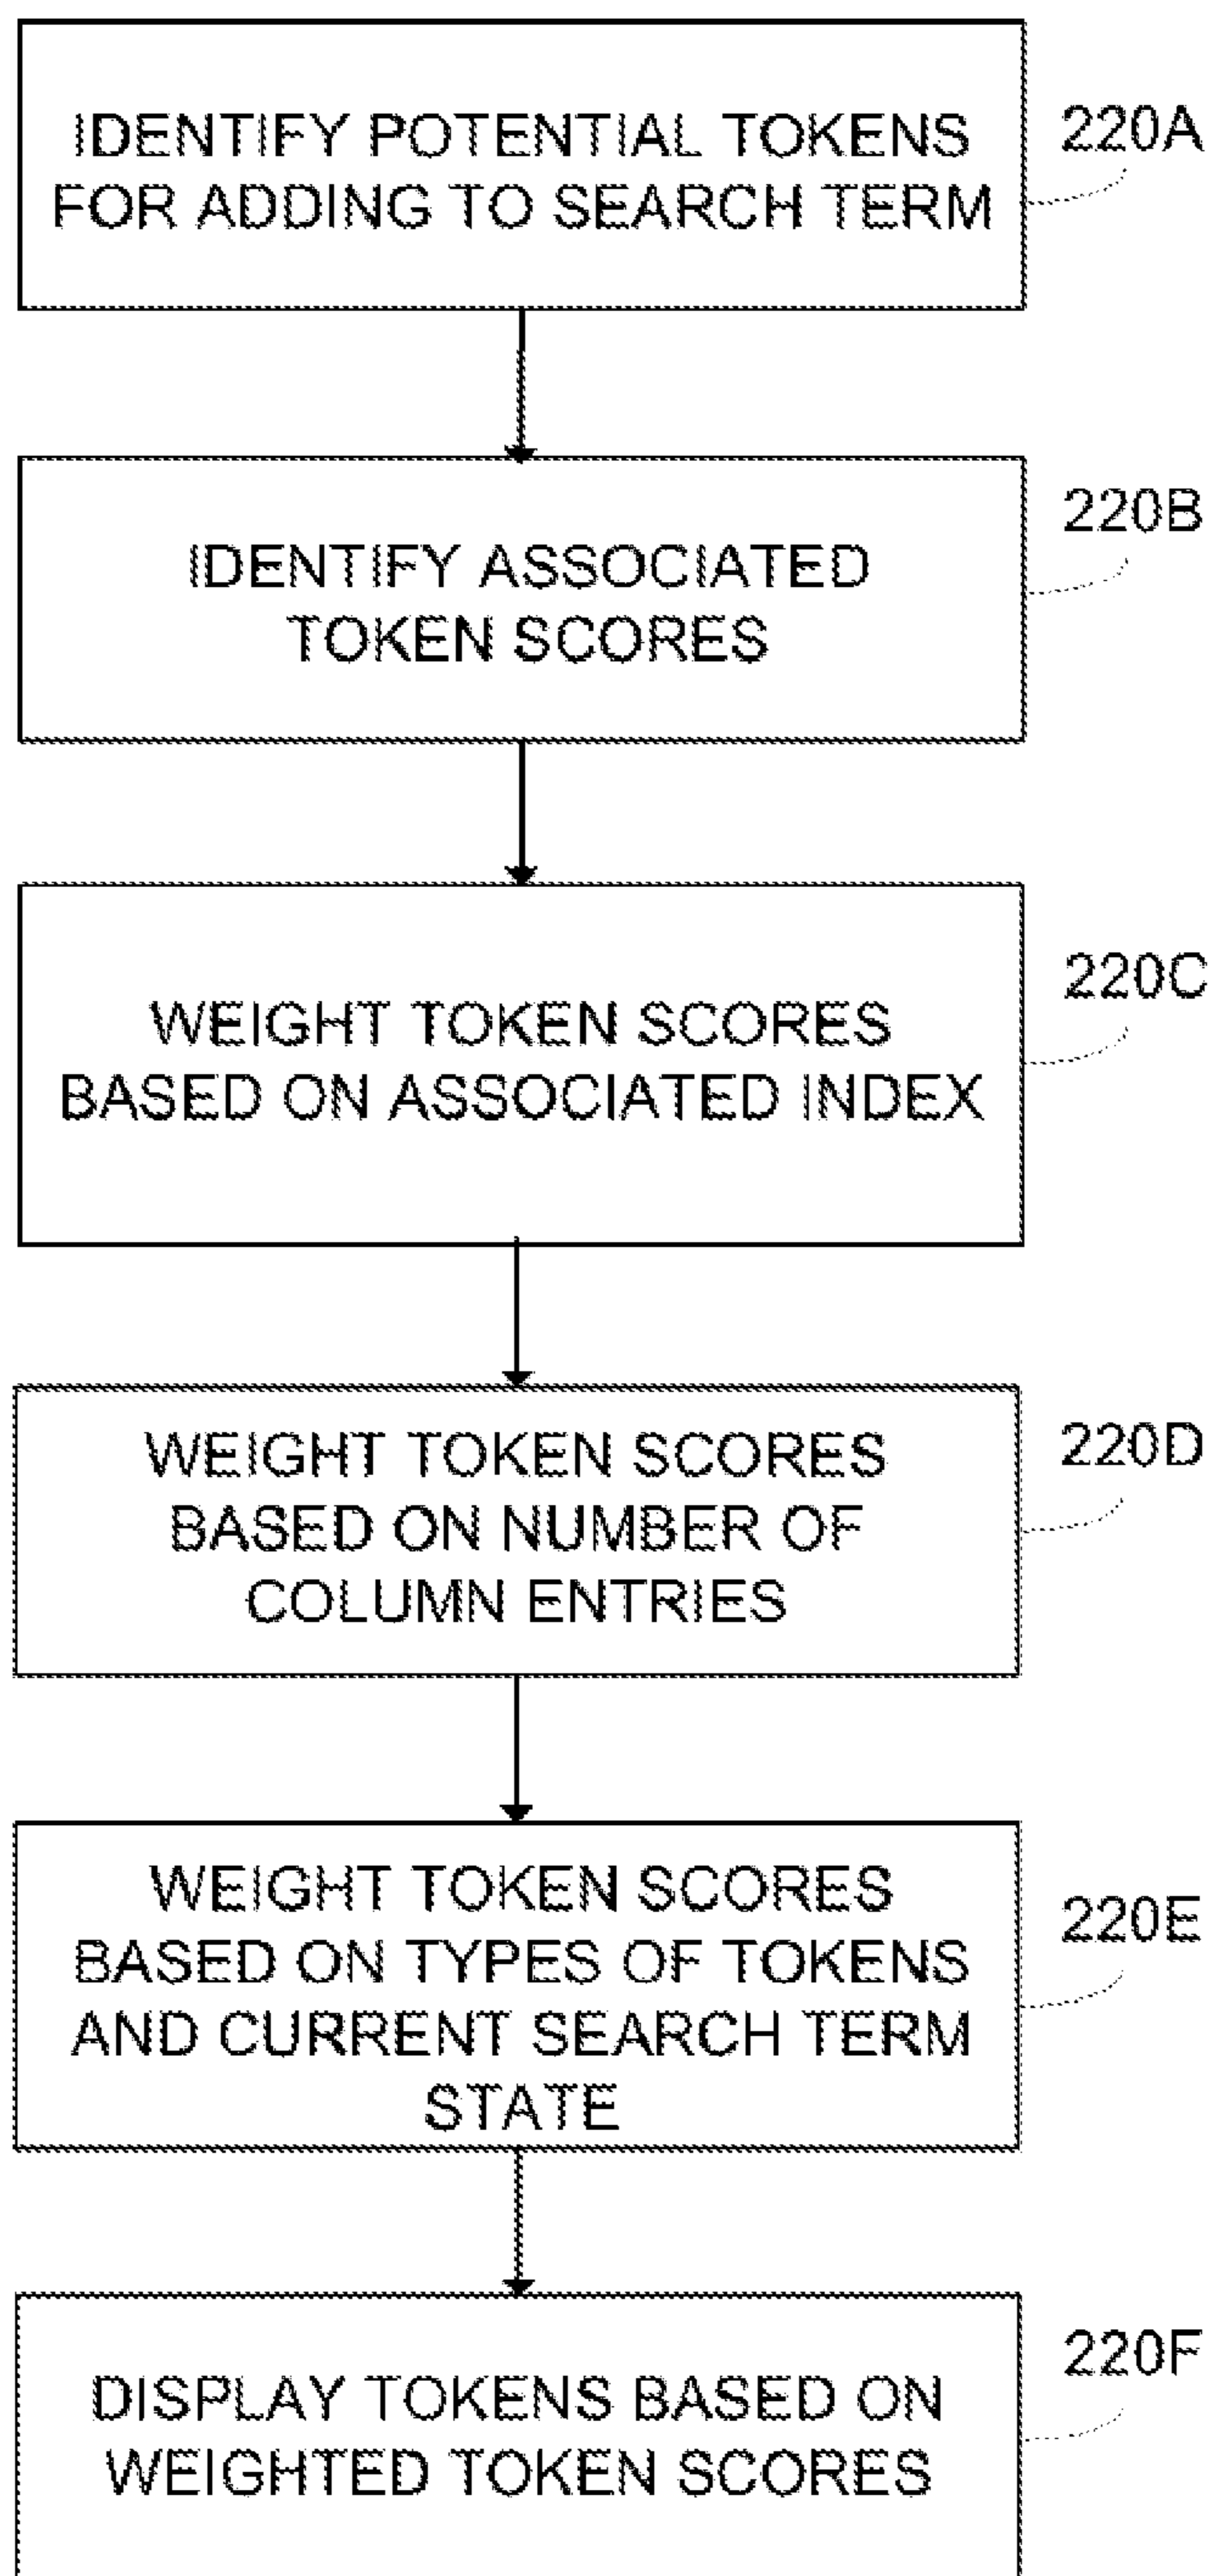 IDENTIFY POTENTIAL TOKENS
FOR ADDING TO SEARCH TERM
220A
IDENTIFY ASSOCIATED
TOKEN SCORES
220B
WEIGHT TOKEN SCORES
BASED ON ASSOCIATED INDEX
220C
WEIGHT TOKEN SCORES
BASED ON NUMBER OF
COLUMN ENTRIES
220D
WEIGHT TOKEN SCORES
BASED ON TYPES OF TOKENS
AND CURRENT SEARCH TERM
STATE
220E
DISPLAY TOKENS BASED ON
WEIGHTED TOKEN SCORES
220F